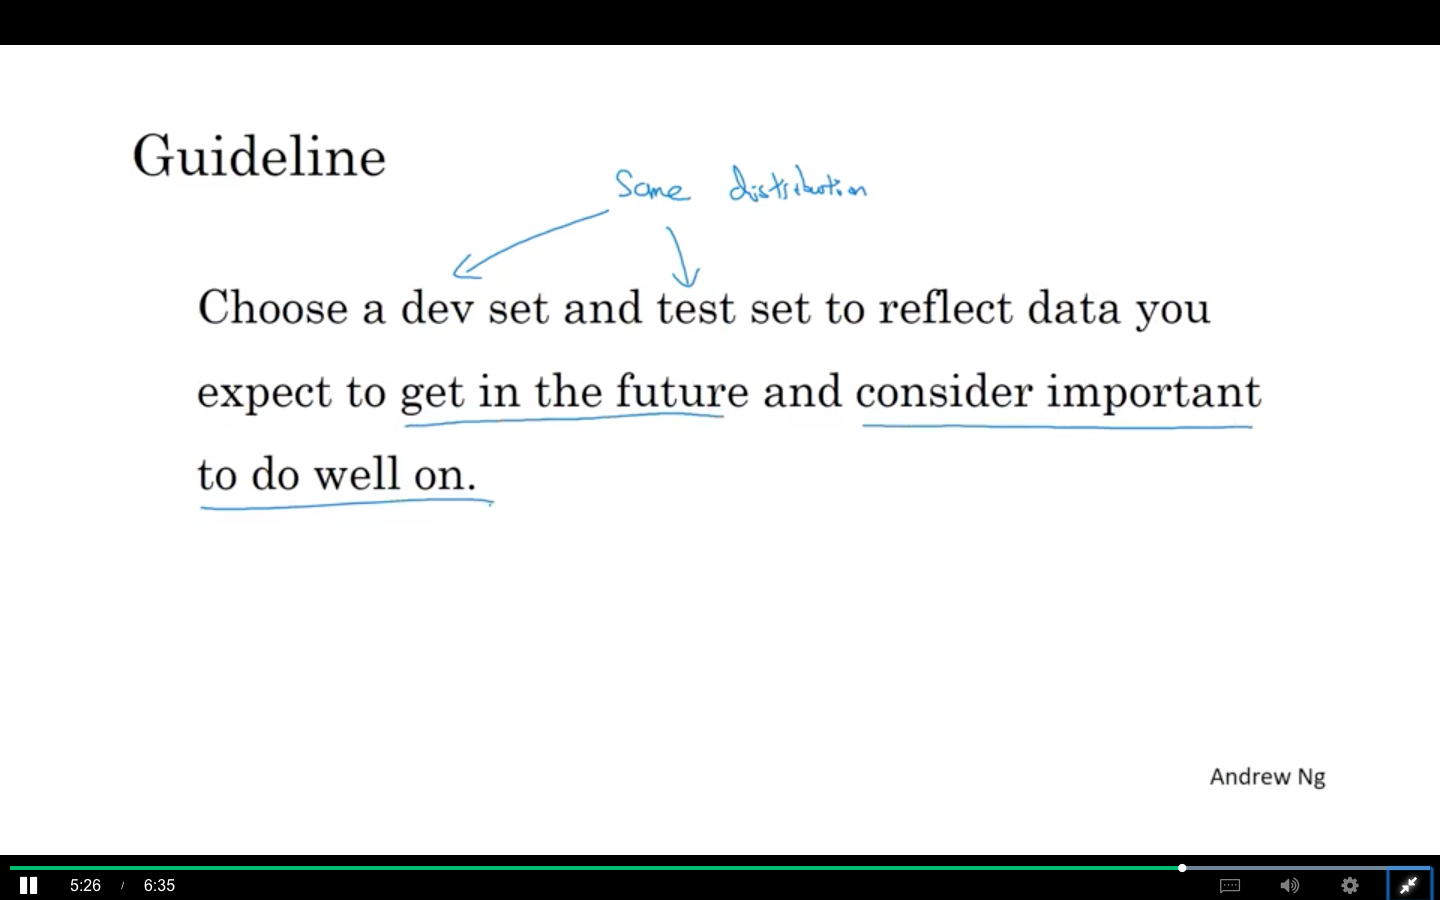 Guideline
Same distribution
Choose a dev set and test set to reflect data you
expect to get in the future and consider important
to do well on.
Andrew Ng
5:26 / 6:35